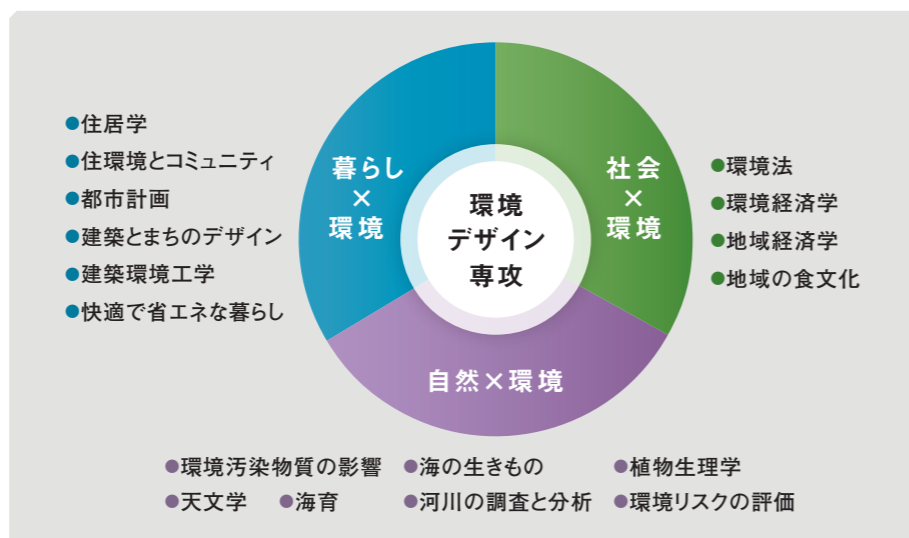 ●住居学
●住環境とコミュニティ
●都市計画
●建築とまちのデザイン
●建築環境工学
●快適で省エネな暮らし
暮らし
×
環境
環境
デザイン
専攻
社会
×
環境
●環境法
●環境経済学
●地域経済学
●地域の食文化
自然×環境
●環境汚染物質の影響 ●海の生きもの ●植物生理学
●天文学 ●海育 ●河川の調査と分析 ●環境リスクの評価